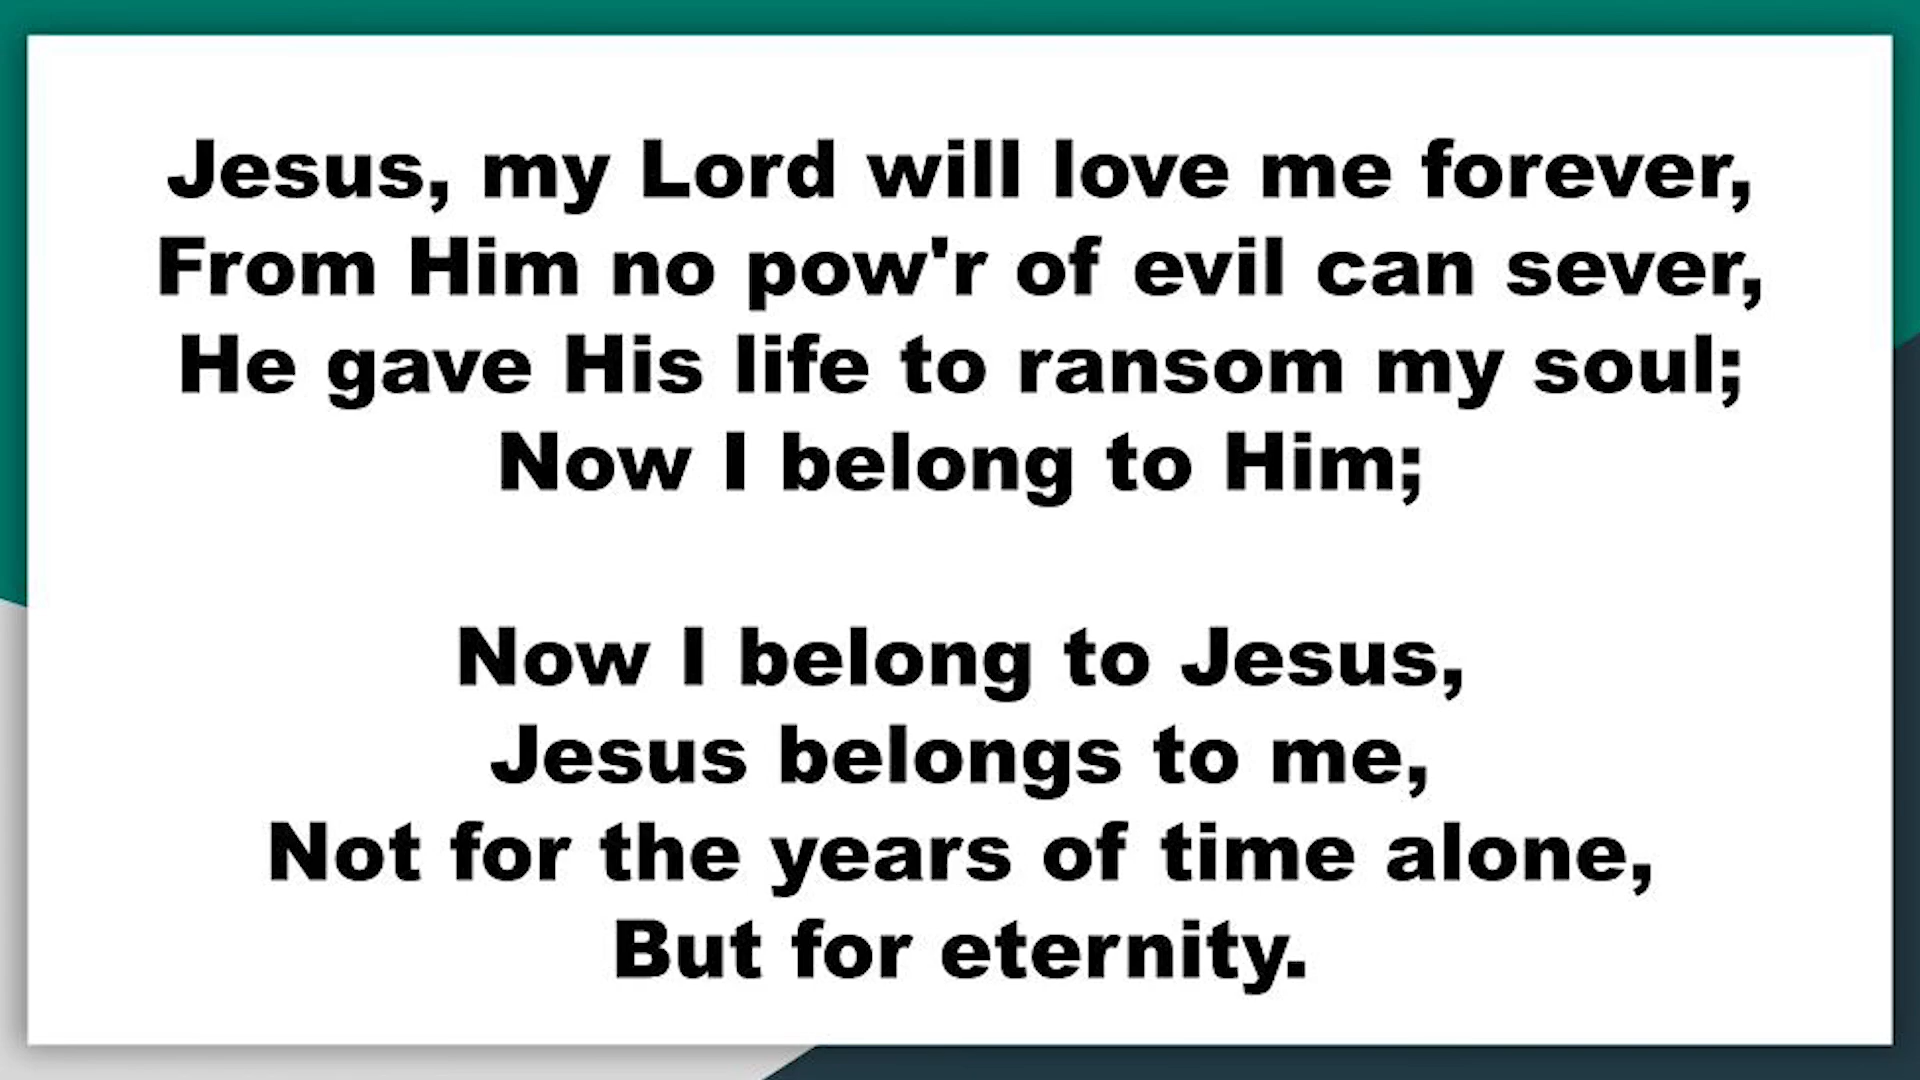 Jesus, my Lord will love me forever,
From Him no pow'r of evil can sever,
He gave His life to ransom my soul;
Now I belong to Him;
Now I belong to Jesus,
Jesus belongs to me,
Not for the years of time alone,
But for eternity.